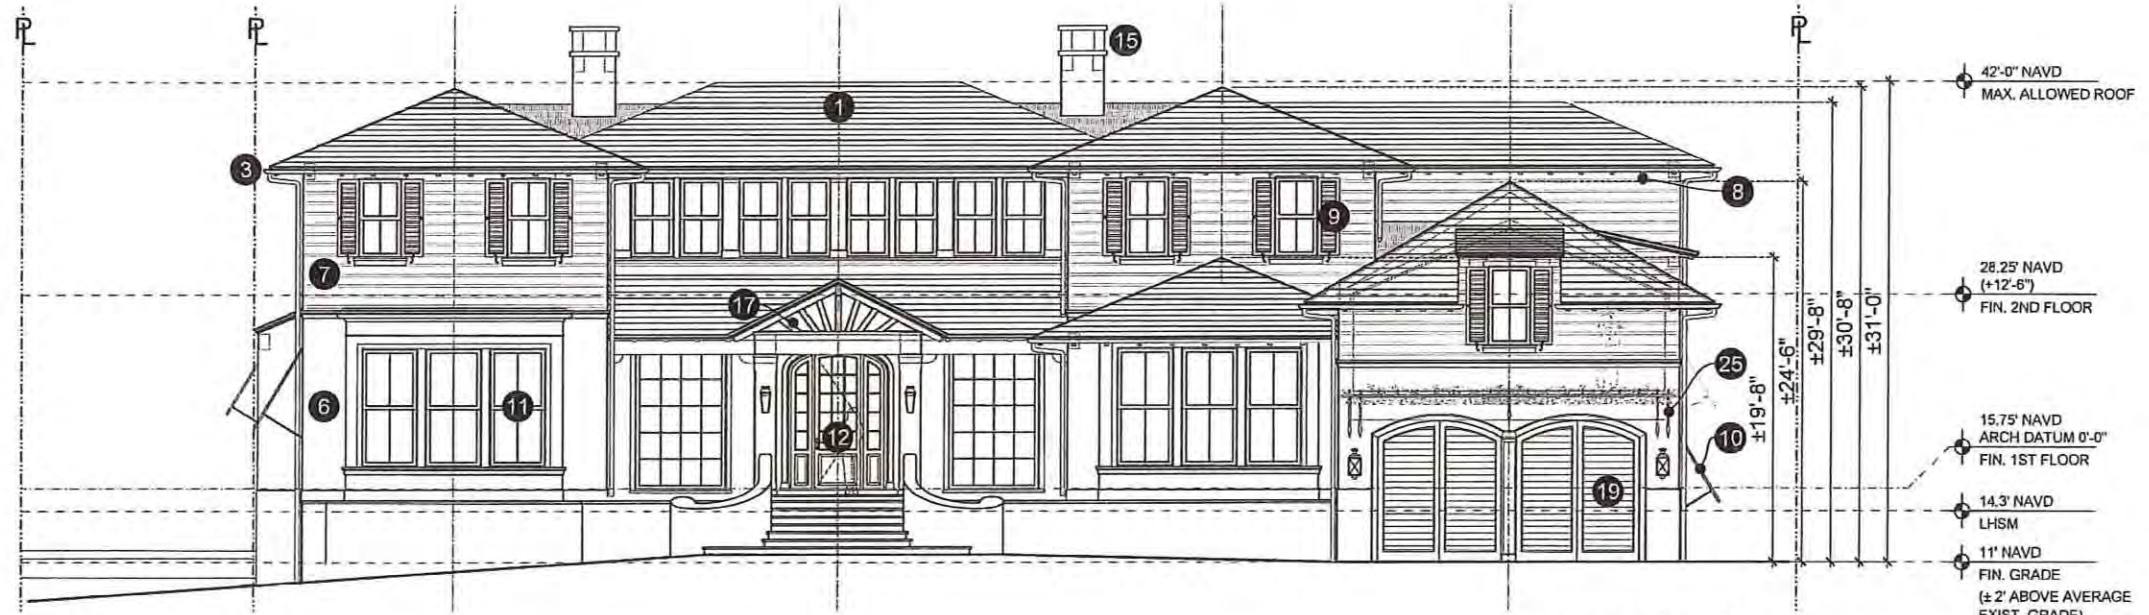 PL
PL
PL
15
1
3
8
9
7
17
6
11
12
25
10
19
42'-0" NAVD
MAX. ALLOWED ROOF
28.25' NAVD
(+12'-6")
FIN. 2ND FLOOR
15.75' NAVD
ARCH DATUM 0'-0"
FIN. 1ST FLOOR
14.3' NAVD
LHSM
11' NAVD
FIN. GRADE
(± 2' ABOVE AVERAGE
EXIST. GRADE)
±19'-8"
±24'-6"
±29'-8"
±30'-8"
±31'-0"